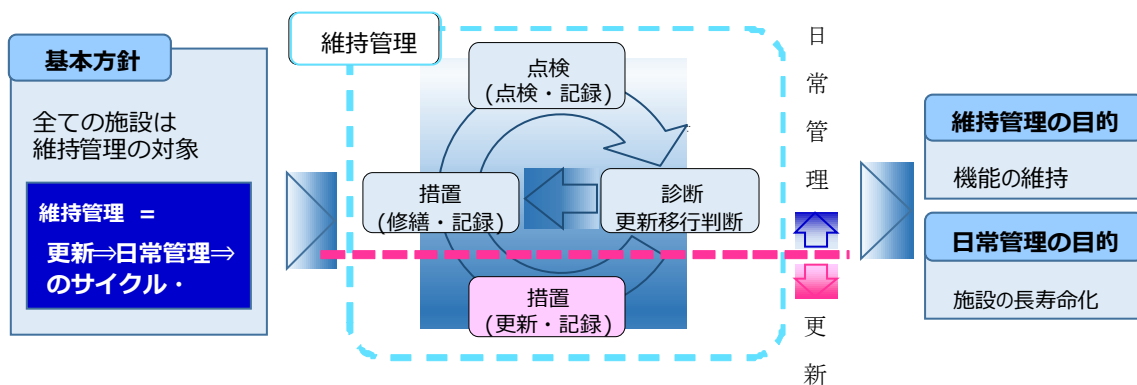 基本方針
全ての施設は
維持管理の対象
維持管理 =
更新⇒日常管理⇒
のサイクル・
維持管理
点検
(点検・記録)
措置
(修繕・記録)
診断
更新移行判断
措置
(更新・記録)
日常管理
更新
維持管理の目的
機能の維持
日常管理の目的
施設の長寿命化